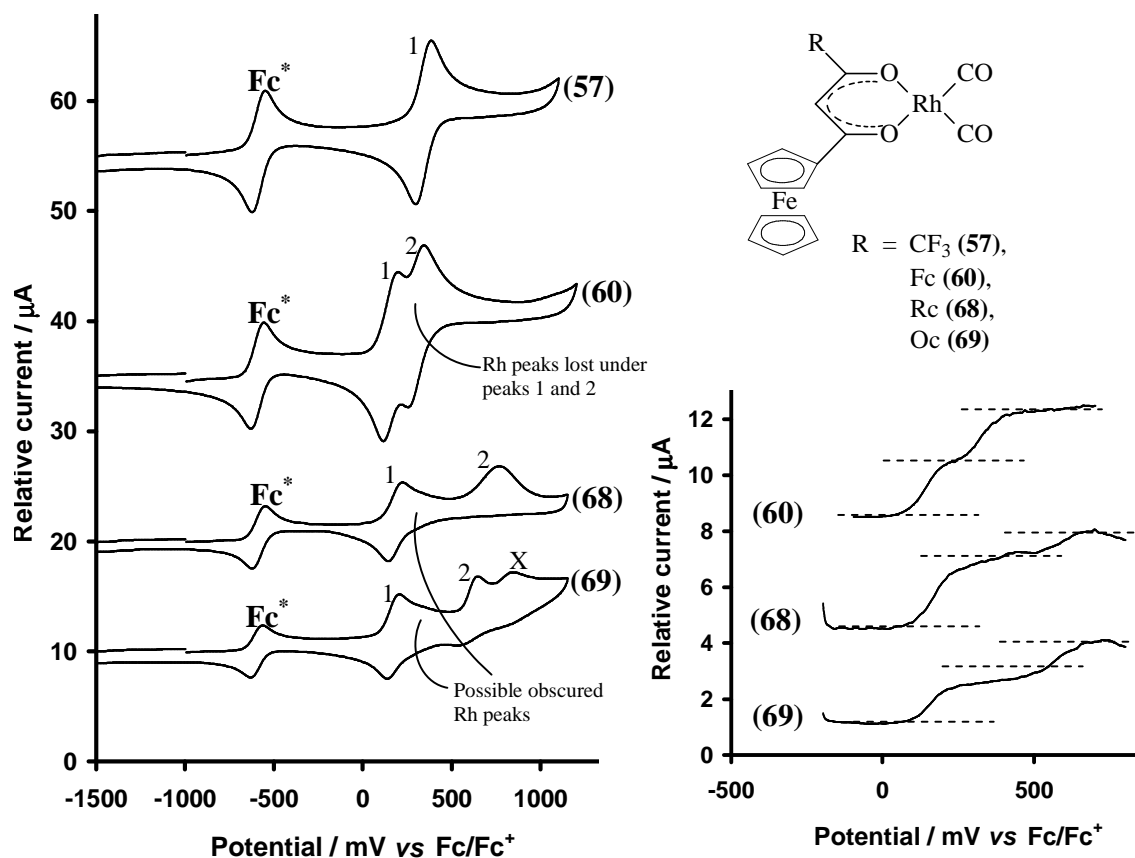 Relative current / µA
60
50
40
30
20
10
0
-1500
-1000
-500
0
500
1000
Potential / mV vs Fc/Fc+
Fc*
1
(57)
Fc*
1
2
(60)
Rh peaks lost under
peaks 1 and 2
Fc*
1
2
(68)
Fc*
1
2
X
(69)
Possible obscured
Rh peaks
R
O
O
Rh
CO
CO
Fe
R = CF3 (57),
Fc (60),
Rc (68),
Oc (69)
Relative current / µA
12
10
8
6
4
2
0
(60)
(68)
(69)
-500
0
500
Potential / mV vs Fc/Fc+